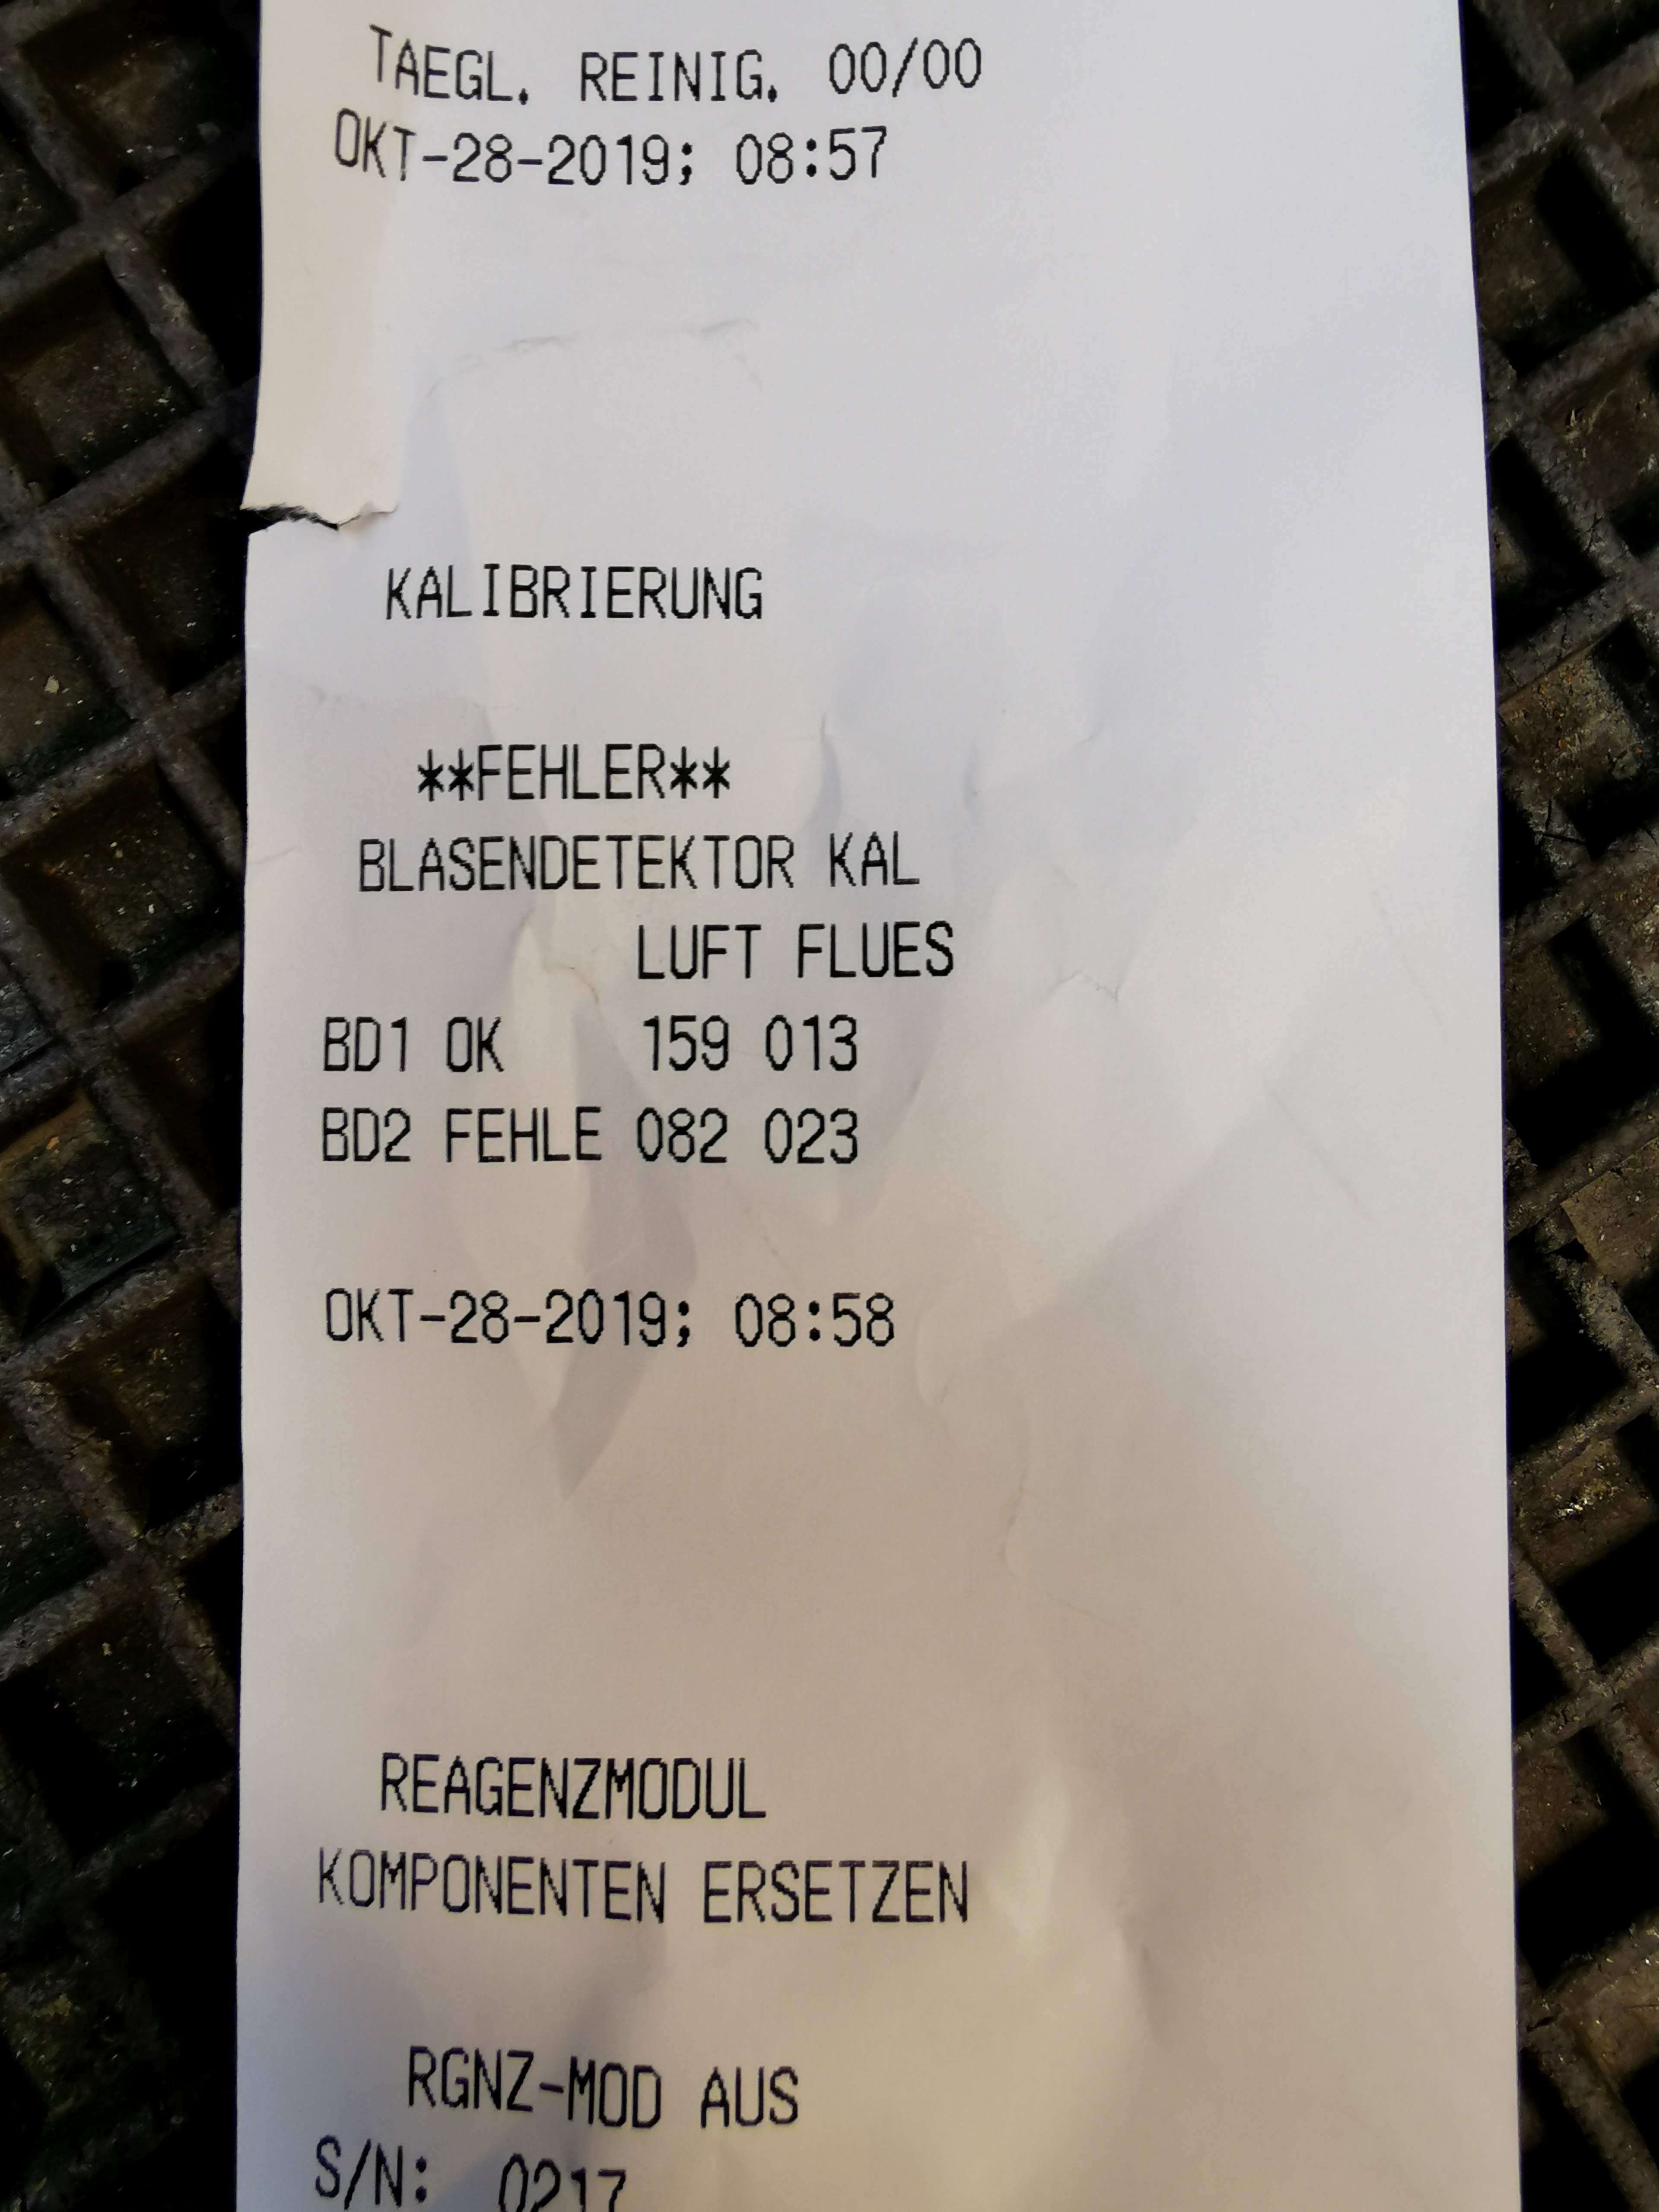 TAEGL. REINIG. 00/00
OKT-28-2019; 08:57
KALIBRIERUNG
**FEHLER**
BLASENDETEKTOR KAL
LUFT FLUES
BD1 OK 159 013
BD2 FEHLE 082 023
OKT-28-2019; 08:58
REAGENZMODUL
KOMPONENTEN ERSETZEN
RGNZ-MOD AUS
S/N: 0217